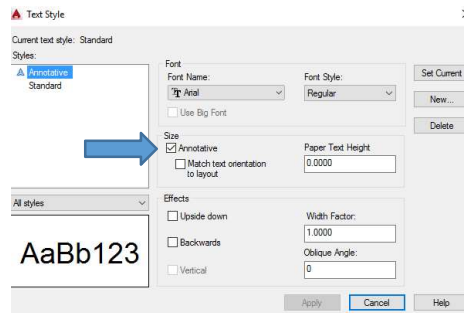 Text Style
Current text style: Standard
Styles:
Annotative
Standard
All styles
AaBb123
Font
Font Name:
Arial
Font Style:
Regular
Use Big Font
Size
Annotative
Match text orientation
to layout
Paper Text Height
0.0000
Effects
Upside down
Backwards
Vertical
Width Factor:
1.0000
Oblique Angle:
0
Set Current
New...
Delete
Apply
Cancel
Help